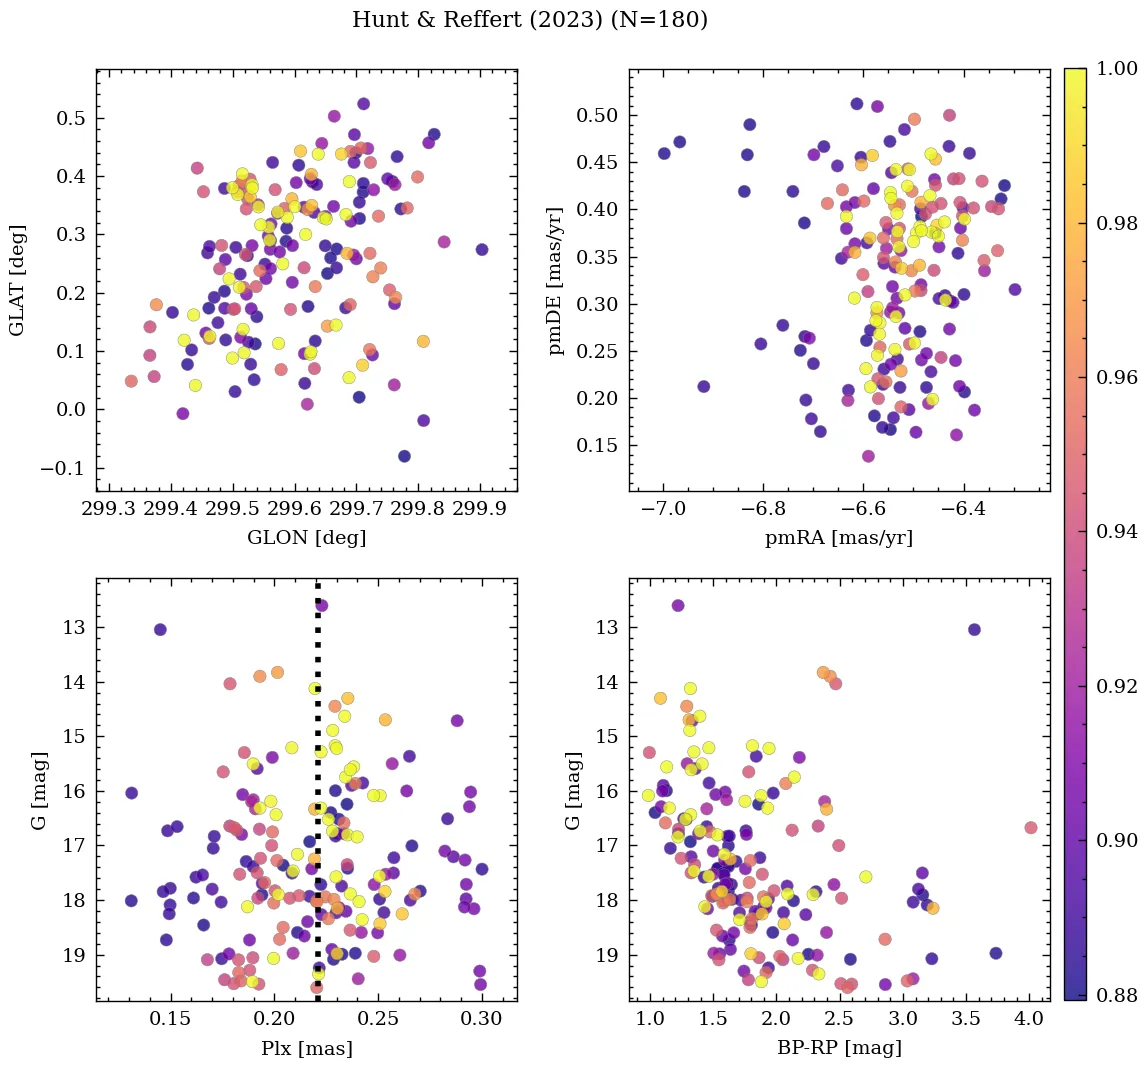 Hunt & Reffert (2023) (N=180)
0.5
0.4
0.3
0.2
0.1
0.0
−0.1
GLAT [deg]
299.3 299.4 299.5 299.6 299.7 299.8 299.9
GLON [deg]
0.50
0.45
0.40
0.35
0.30
0.25
0.20
0.15
pmDE [mas/yr]
−7.0 −6.8 −6.6 −6.4
pmRA [mas/yr]
13
14
15
16
17
18
19
G [mag]
0.15 0.20 0.25 0.30
Plx [mas]
13
14
15
16
17
18
19
G [mag]
1.0 1.5 2.0 2.5 3.0 3.5 4.0
BP-RP [mag]
1.00
0.98
0.96
0.94
0.92
0.90
0.88